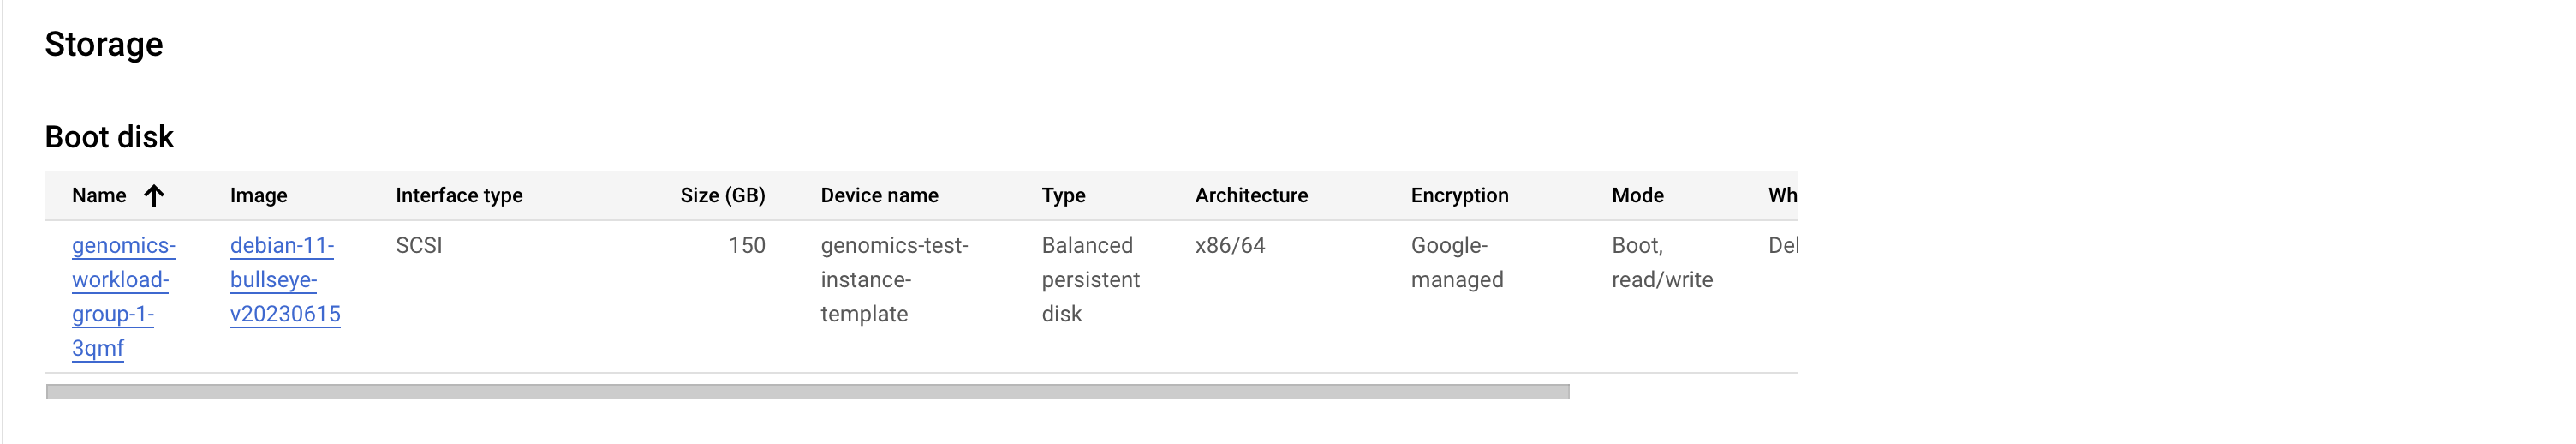 Storage
Boot disk
Name Image Interface type Size (GB) Device name Type Architecture Encryption Mode Wh
genomics- debian-11- SCSI 150 genomics-test- Balanced x86/64 Google- Boot, Del
workload- bullseye- instance- persistent managed read/write
group-1- v20230615 template disk
3qmf